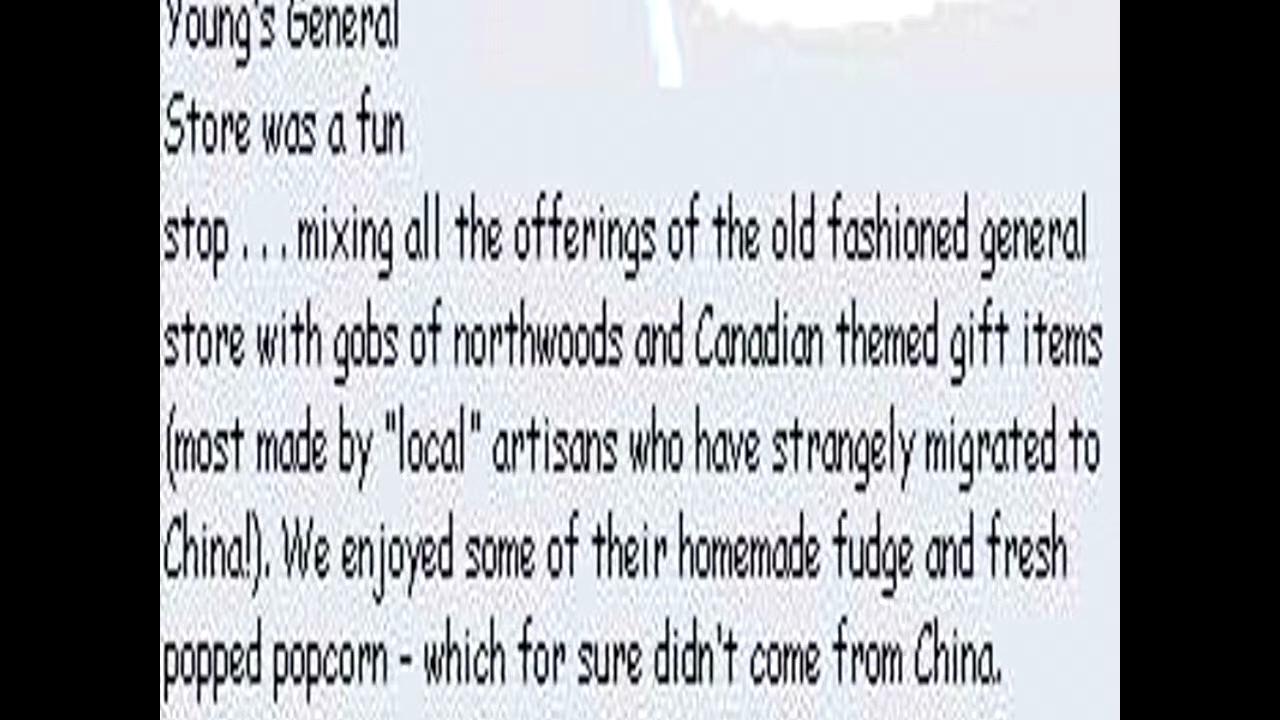 Young's General
Store was a fun
stop . . . mixing all the offerings of the old fashioned general
store with gobs of northwoods and Canadian themed gift items
(most made by "local" artisans who have strangely migrated to
China!). We enjoyed some of their homemade fudge and fresh
popped popcorn - which for sure didn't come from China.